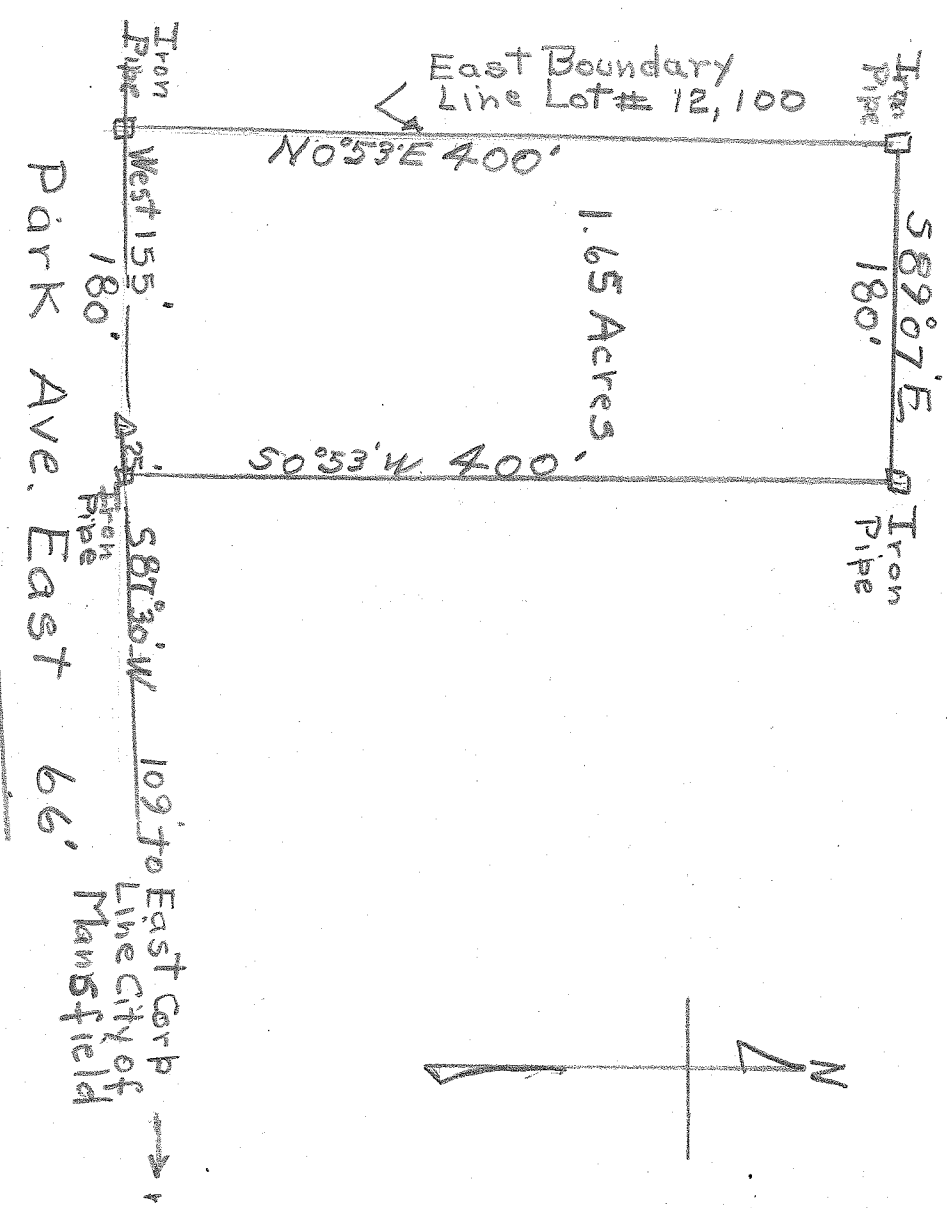 East Boundary
Line Lot# 12,100
Iron
Pipe
Iron
Pipe
N0°53'E 400'
S89°07'E
180'
West 155'
180'
1.65 Acres
25'
S0°53'W 400'
Iron
Pipe
Iron
Pipe
S87°30'W 109' to East Corp
Line City of
Mansfield
Park Ave. East 66'
N